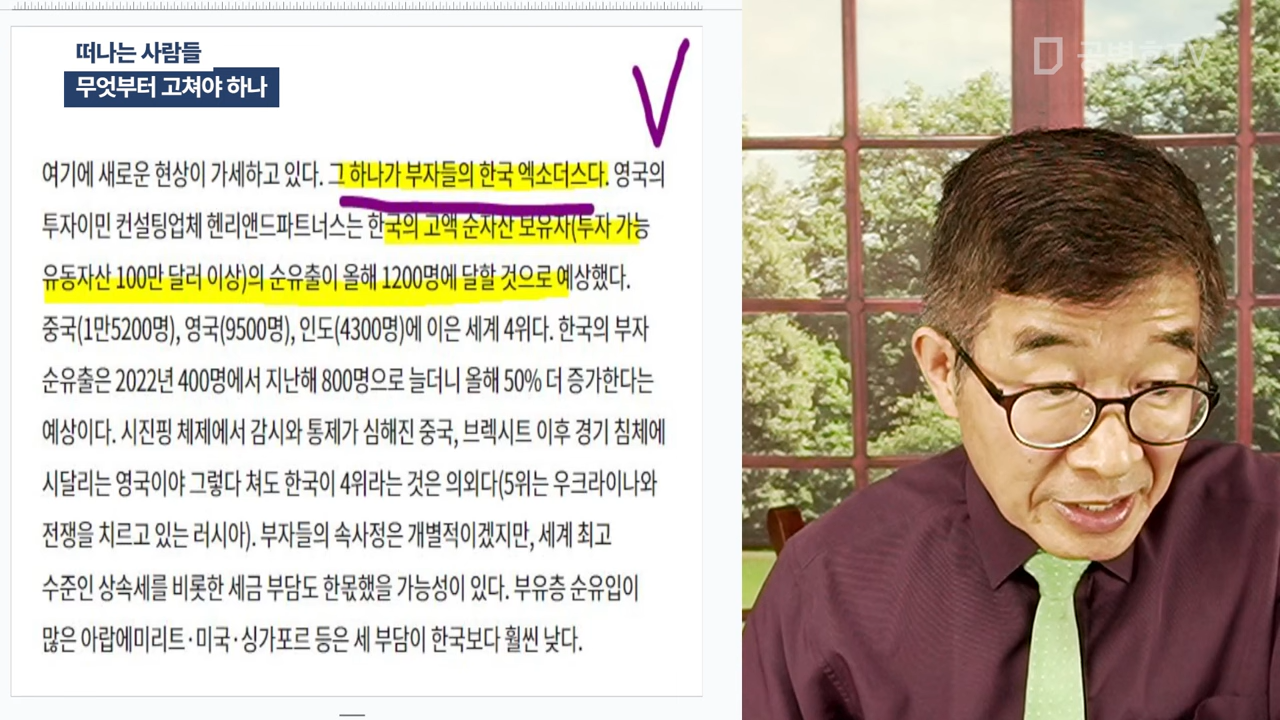 떠나는 사람들
무엇부터 고쳐야 하나
공병호TV
여기에 새로운 현상이 가세하고 있다. 그 하나가 부자들의 한국 엑소더스다. 영국의
투자이민 컨설팅업체 헨리앤드파트너스는 한국의 고액 순자산 보유자(투자 가능
유동자산 100만 달러 이상)의 순유출이 올해 1200명에 달할 것으로 예상했다.
중국(1만5200명), 영국(9500명), 인도(4300명)에 이은 세계 4위다. 한국의 부자
순유출은 2022년 400명에서 지난해 800명으로 늘더니 올해 50% 더 증가한다는
예상이다. 시진핑 체제에서 감시와 통제가 심해진 중국, 브렉시트 이후 경기 침체에
시달리는 영국이야 그렇다 쳐도 한국이 4위라는 것은 의외다(5위는 우크라이나와
전쟁을 치르고 있는 러시아). 부자들의 속사정은 개별적이겠지만, 세계 최고
수준인 상속세를 비롯한 세금 부담도 한몫했을 가능성이 있다. 부유층 순유입이
많은 아랍에미리트·미국·싱가포르 등은 세 부담이 한국보다 훨씬 낮다.